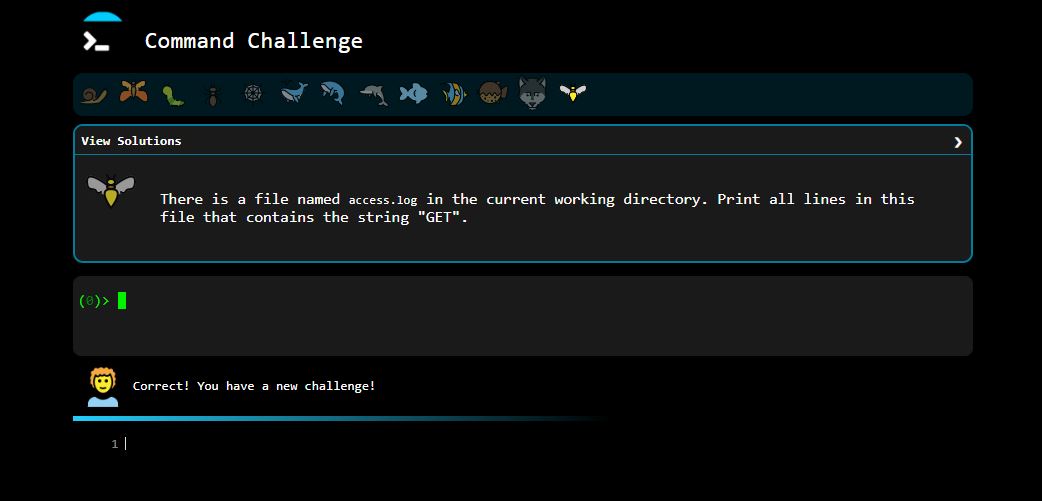 Command Challenge
View Solutions
There is a file named access.log in the current working directory. Print all lines in this
file that contains the string "GET".
(0)>
Correct! You have a new challenge!
1